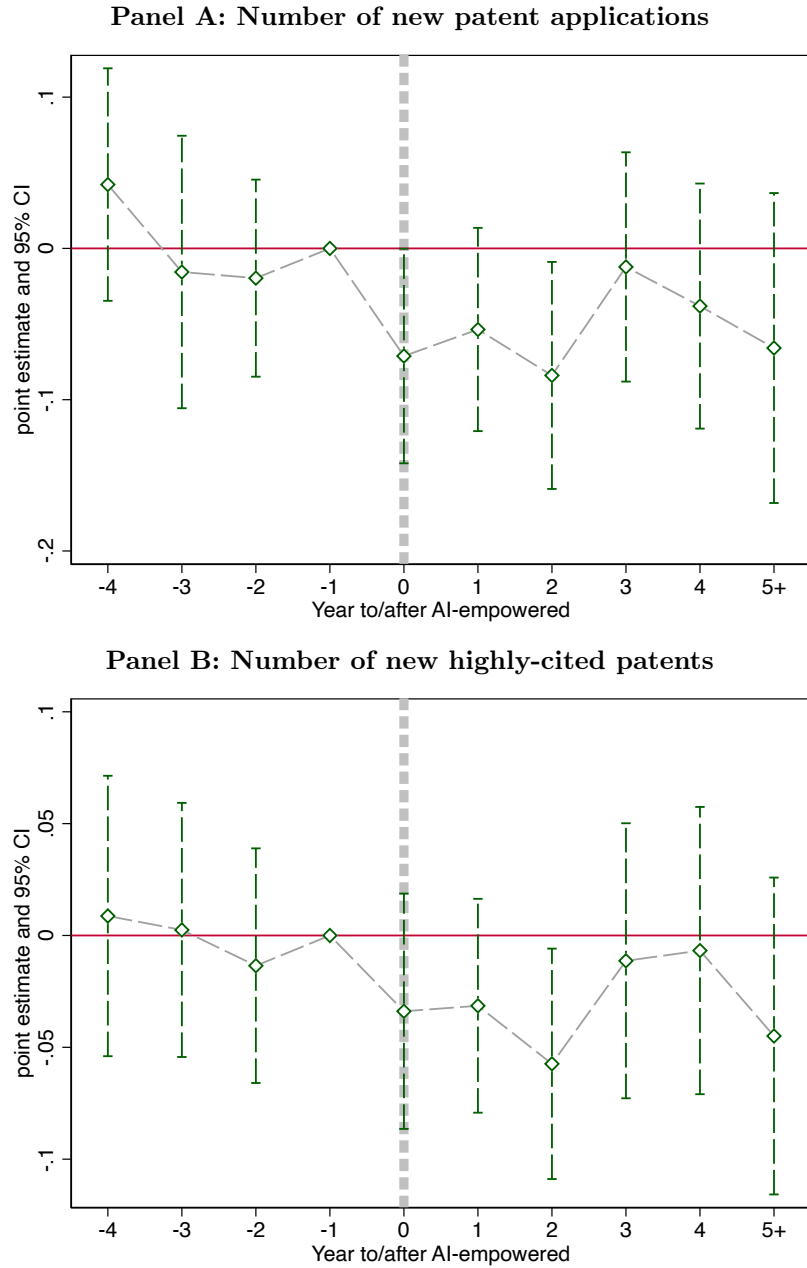 Panel A: Number of new patent applications
point estimate and 95% CI
.1
0
-.1
-.2
-4 -3 -2 -1 0 1 2 3 4 5+
Year to/after AI-empowered
Panel B: Number of new highly-cited patents
point estimate and 95% CI
.1
.05
0
-.05
-.1
-4 -3 -2 -1 0 1 2 3 4 5+
Year to/after AI-empowered